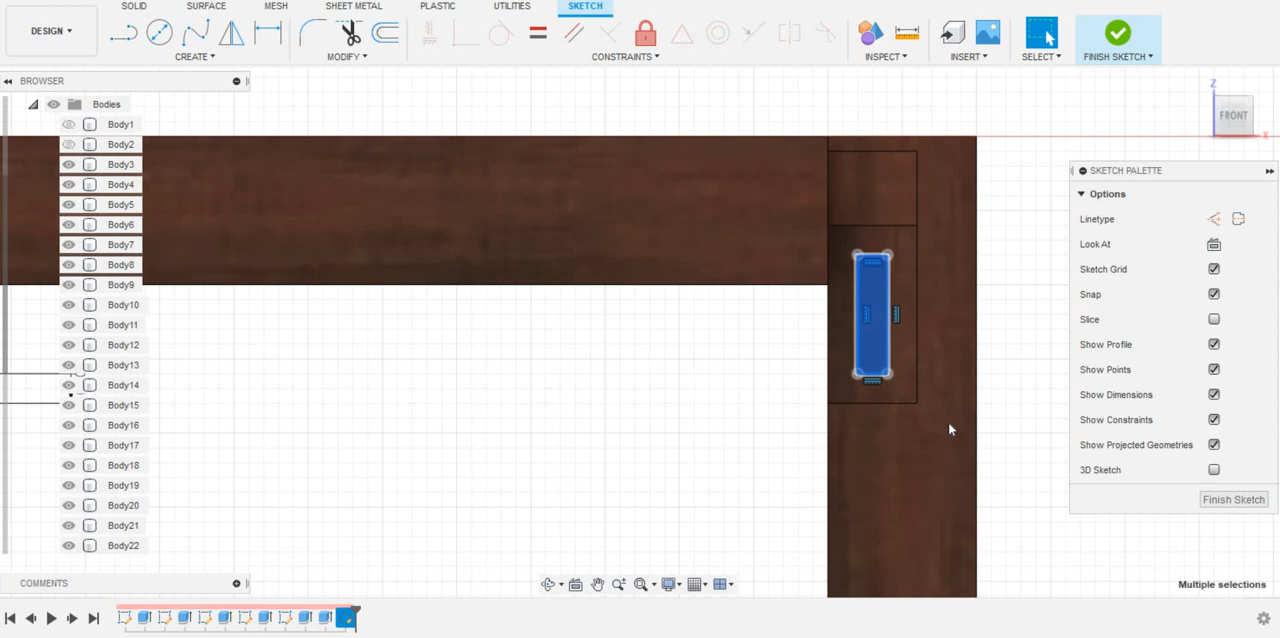 SOLID SURFACE MESH SHEET METAL PLASTIC UTILITIES SKETCH
DESIGN
CREATE MODIFY CONSTRAINTS INSPECT INSERT SELECT FINISH SKETCH
BROWSER
Bodies
Body1
Body2
Body3
Body4
Body5
Body6
Body7
Body8
Body9
Body10
Body11
Body12
Body13
Body14
Body15
Body16
Body17
Body18
Body19
Body20
Body21
Body22
COMMENTS
Z
FRONT
X
SKETCH PALETTE
Options
Linetype
Look At
Sketch Grid
Snap
Slice
Show Profile
Show Points
Show Dimensions
Show Constraints
Show Projected Geometries
3D Sketch
Finish Sketch
Multiple selections